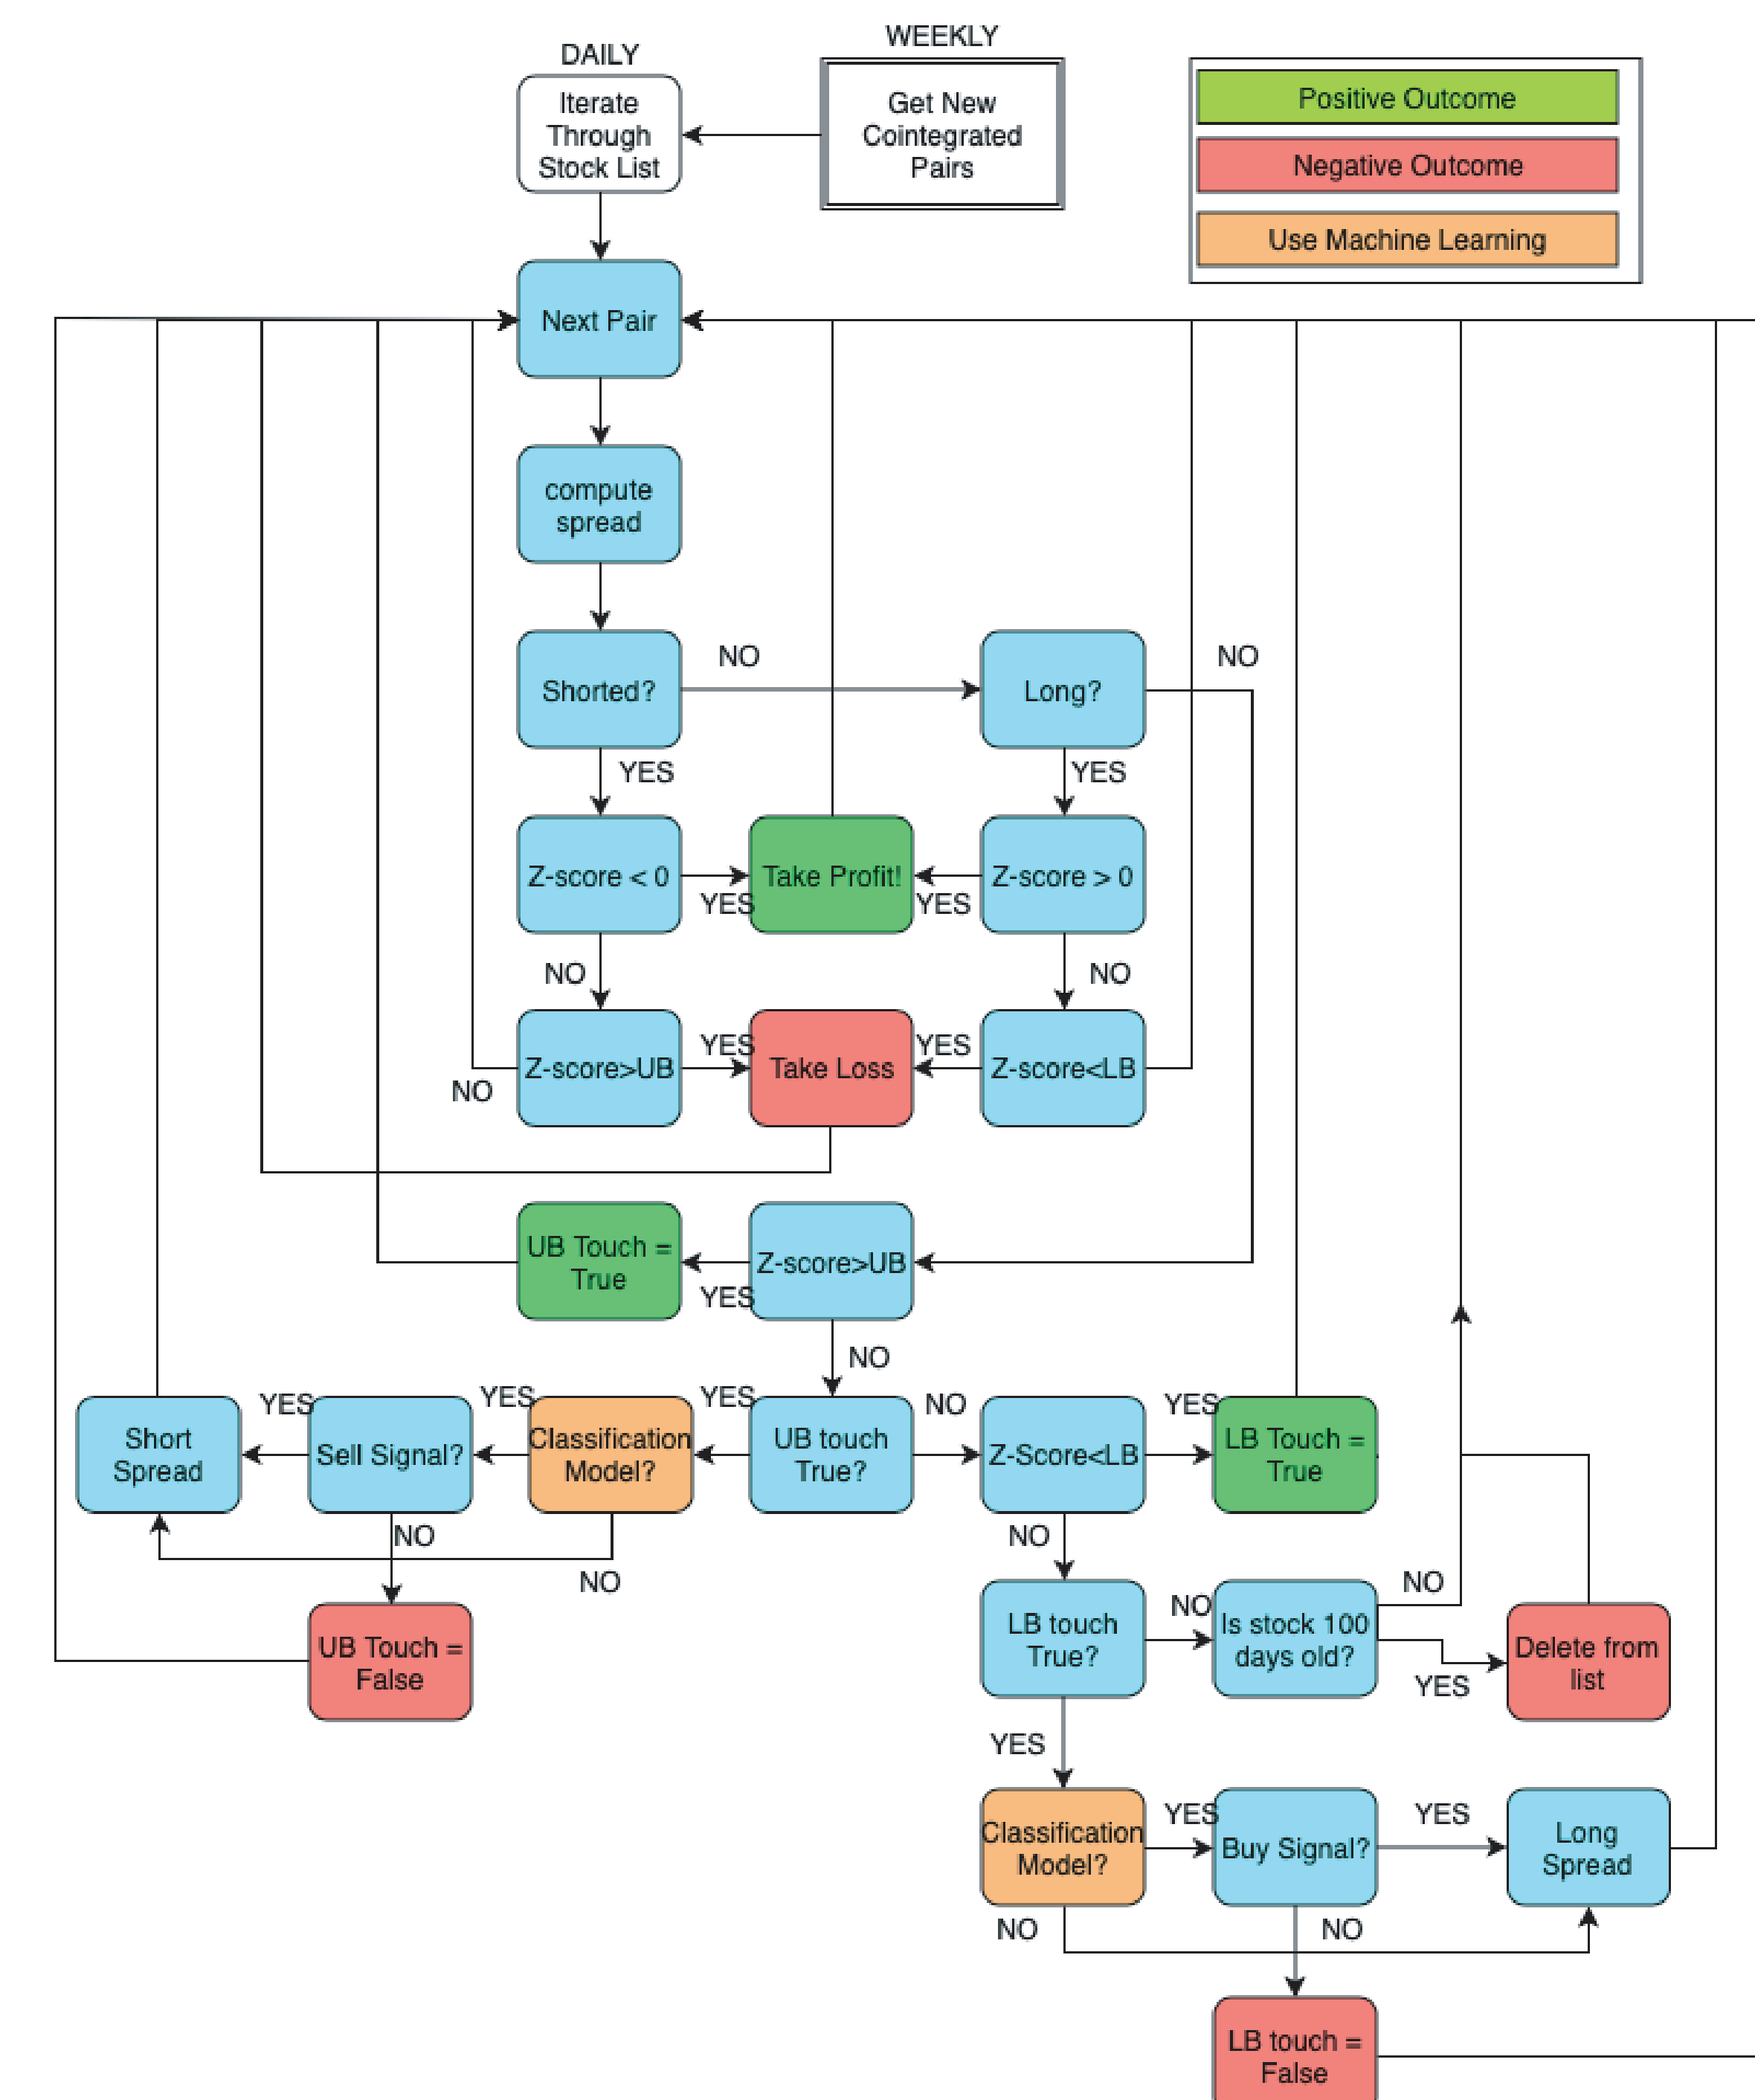 WEEKLY
DAILY
Iterate
Through
Stock List
Get New
Cointegrated
Pairs
Positive Outcome
Negative Outcome
Use Machine Learning
Next Pair
compute
spread
Shorted?
NO
Long?
NO
YES
YES
Z-score < 0
YES
Take Profit!
YES
Z-score > 0
NO
NO
NO
Z-score>UB
YES
Take Loss
YES
Z-score<LB
UB Touch =
True
YES
Z-score>UB
NO
Short
Spread
YES
Sell Signal?
YES
Classification
Model?
YES
UB touch
True?
NO
Z-Score<LB
YES
LB Touch =
True
NO
NO
NO
UB Touch =
False
LB touch
True?
NO
Is stock 100
days old?
NO
YES
Delete from
list
YES
Classification
Model?
YES
Buy Signal?
YES
Long
Spread
NO
NO
LB touch =
False